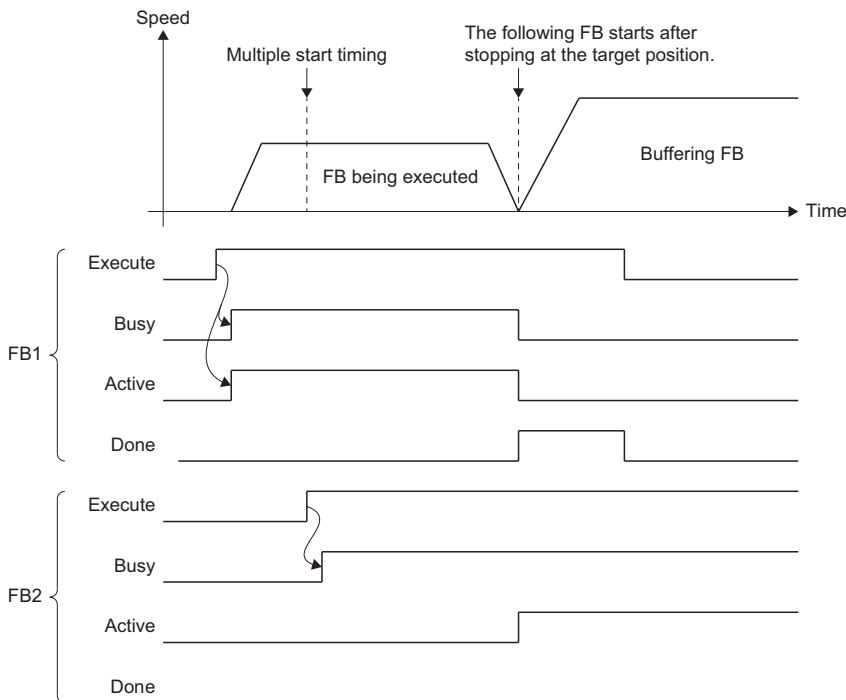 Speed
Multiple start timing
The following FB starts after
stopping at the target position.
FB being executed
Buffering FB
Time
FB1
Execute
Busy
Active
Done
FB2
Execute
Busy
Active
Done